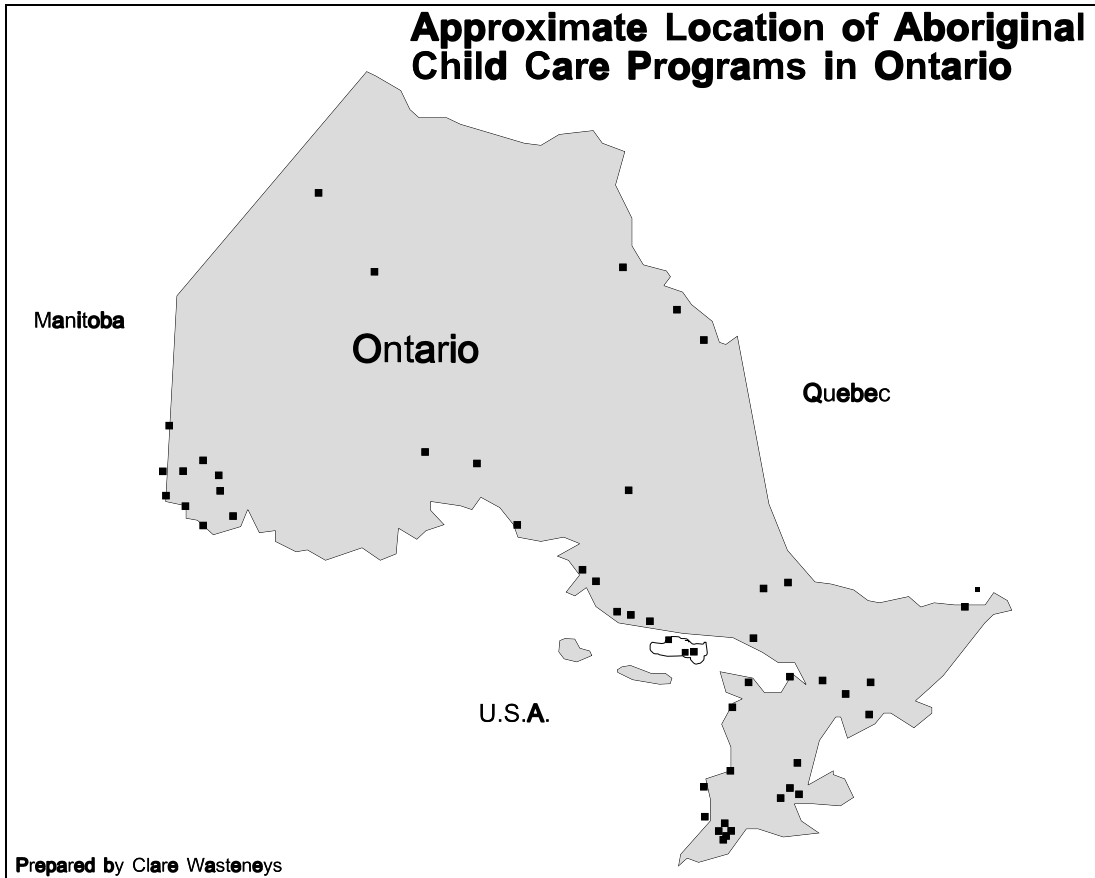 Approximate Location of Aboriginal
Child Care Programs in Ontario
Manitoba
Ontario
Quebec
U.S.A.
Prepared by Clare Wasteneys